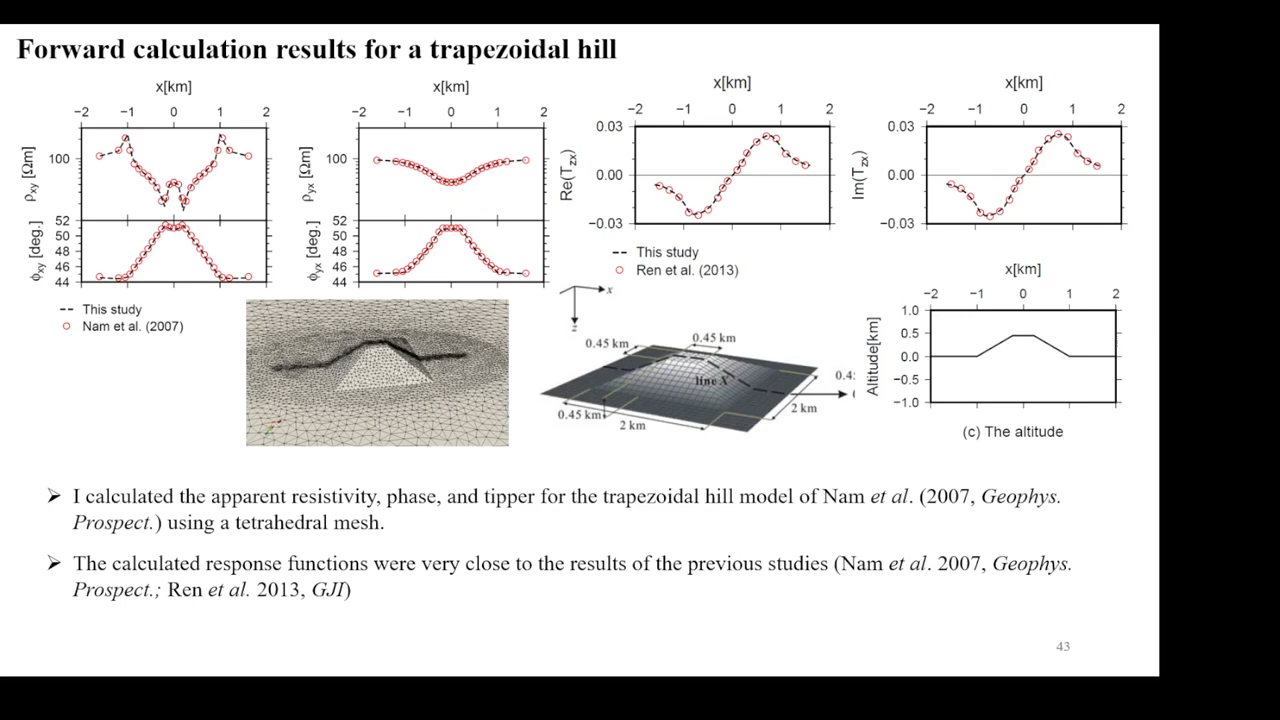 Forward calculation results for a trapezoidal hill
x[km]
−2 −1 0 1 2
100
ρxy [Ωm]
52
50
48
46
44
ϕxy [deg.]
This study
Nam et al. (2007)
x[km]
−2 −1 0 1 2
100
ρyx [Ωm]
52
50
48
46
44
ϕyx [deg.]
x[km]
−2 −1 0 1 2
0.03
0.00
−0.03
Re(Tzx)
This study
Ren et al. (2013)
x[km]
−2 −1 0 1 2
0.03
0.00
−0.03
Im(Tzx)
x
z
0.45 km
0.45 km
line X
0.45 km
2 km
2 km
x[km]
−2 −1 0 1 2
1.0
0.5
0.0
−0.5
−1.0
Altitude[km]
(c) The altitude
➢ I calculated the apparent resistivity, phase, and tipper for the trapezoidal hill model of Nam et al. (2007, Geophys.
Prospect.) using a tetrahedral mesh.
➢ The calculated response functions were very close to the results of the previous studies (Nam et al. 2007, Geophys.
Prospect.; Ren et al. 2013, GJI)
43